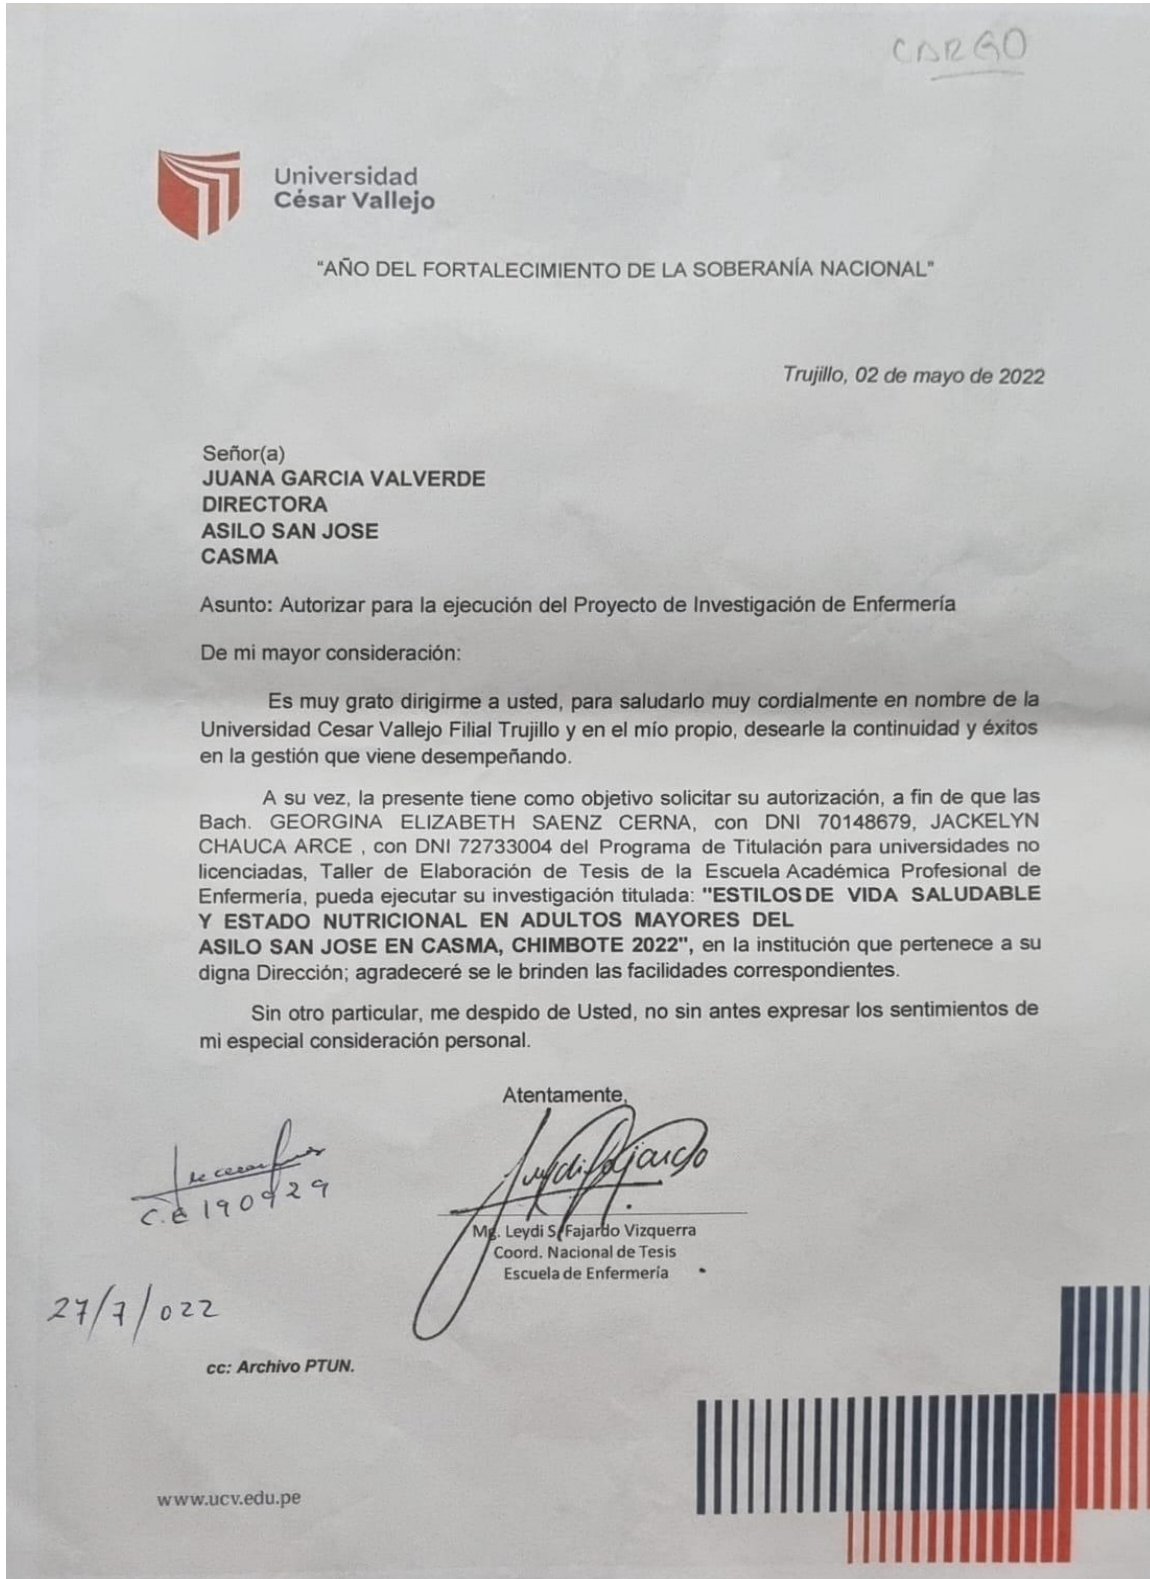 CARGO
Universidad
César Vallejo
"AÑO DEL FORTALECIMIENTO DE LA SOBERANÍA NACIONAL"
Trujillo, 02 de mayo de 2022
Señor(a)
JUANA GARCIA VALVERDE
DIRECTORA
ASILO SAN JOSE
CASMA
Asunto: Autorizar para la ejecución del Proyecto de Investigación de Enfermería
De mi mayor consideración:
Es muy grato dirigirme a usted, para saludarlo muy cordialmente en nombre de la
Universidad Cesar Vallejo Filial Trujillo y en el mío propio, desearle la continuidad y éxitos
en la gestión que viene desempeñando.
A su vez, la presente tiene como objetivo solicitar su autorización, a fin de que las
Bach. GEORGINA ELIZABETH SAENZ CERNA, con DNI 70148679, JACKELYN
CHAUCA ARCE , con DNI 72733004 del Programa de Titulación para universidades no
licenciadas, Taller de Elaboración de Tesis de la Escuela Académica Profesional de
Enfermería, pueda ejecutar su investigación titulada: "ESTILOS DE VIDA SALUDABLE
Y ESTADO NUTRICIONAL EN ADULTOS MAYORES DEL
ASILO SAN JOSE EN CASMA, CHIMBOTE 2022", en la institución que pertenece a su
digna Dirección; agradeceré se le brinden las facilidades correspondientes.
Sin otro particular, me despido de Usted, no sin antes expresar los sentimientos de
mi especial consideración personal.
Atentamente,
C.E 190929
Mg. Leydi S. Fajardo Vizquerra
Coord. Nacional de Tesis
Escuela de Enfermería
27/7/022
cc: Archivo PTUN.
www.ucv.edu.pe